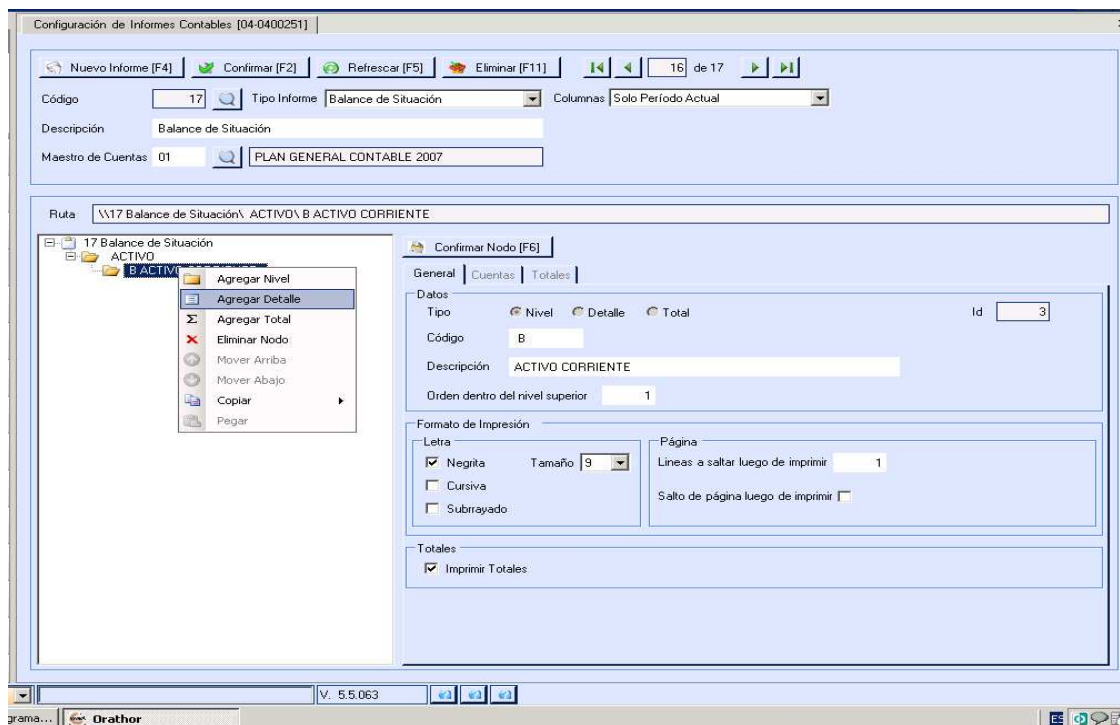 Configuración de Informes Contables [04-0400251]
Nuevo Informe [F4] Confirmar [F2] Refrescar [F5] Eliminar [F11] 16 de 17
Código 17 Tipo Informe Balance de Situación Columnas Solo Período Actual
Descripción Balance de Situación
Maestro de Cuentas 01 PLAN GENERAL CONTABLE 2007
Ruta \\17 Balance de Situación\ ACTIVO\ B ACTIVO CORRIENTE
17 Balance de Situación
ACTIVO
B ACTIVO
Agregar Nivel
Agregar Detalle
Σ Agregar Total
Eliminar Nodo
Mover Arriba
Mover Abajo
Copiar
Pegar
Confirmar Nodo [F6]
General Cuentas Totales
Datos
Tipo Nivel Detalle Total Id 3
Código B
Descripción ACTIVO CORRIENTE
Orden dentro del nivel superior 1
Formato de Impresión
Letra
Negrita Tamaño 9
Cursiva
Subrrayado
Página
Lineas a saltar luego de imprimir 1
Salto de página luego de imprimir
Totales
Imprimir Totales
V. 5.5.063
grama... Orathor ES